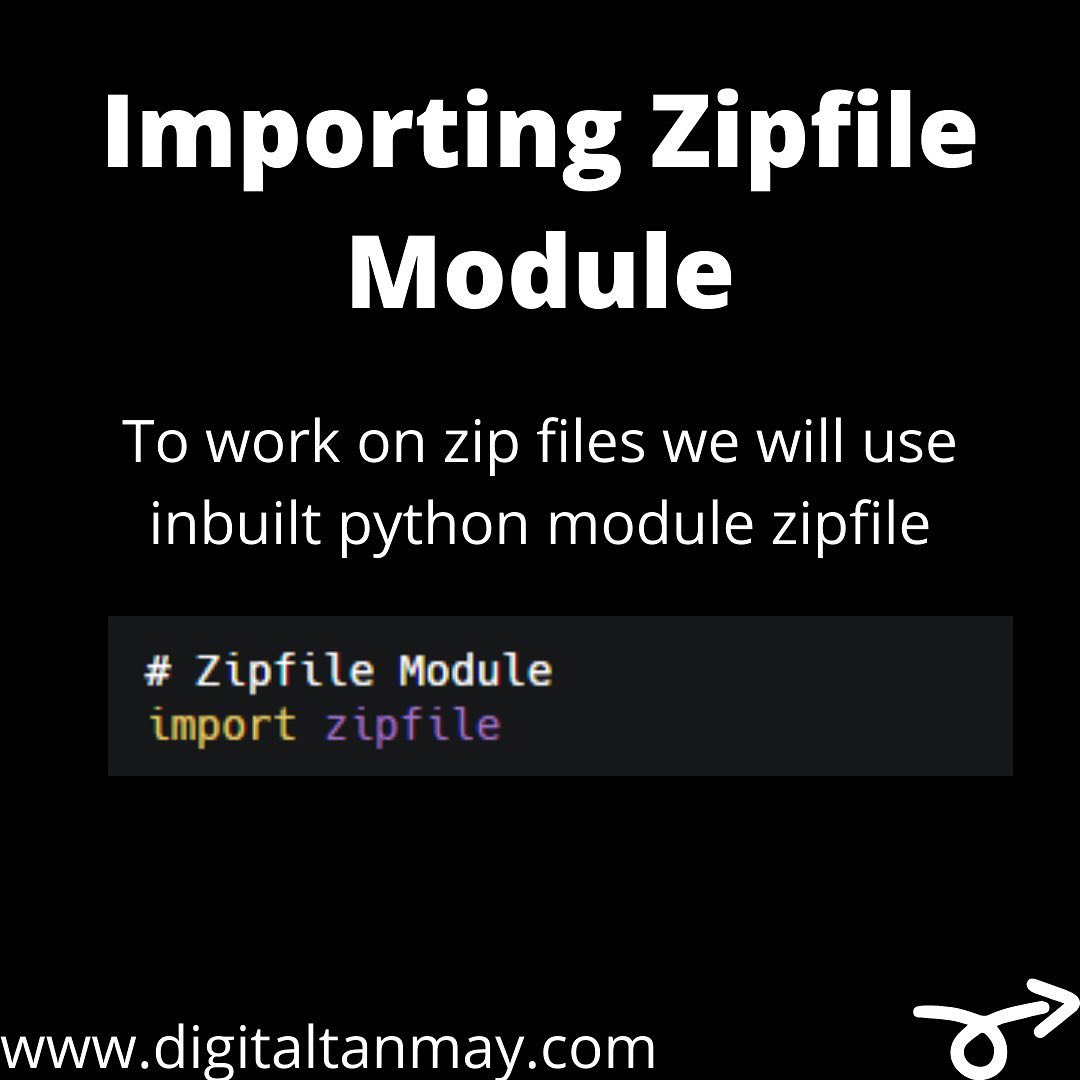 Importing Zipfile
Module
To work on zip files we will use
inbuilt python module zipfile
# Zipfile Module
import zipfile
www.digitaltanmay.com